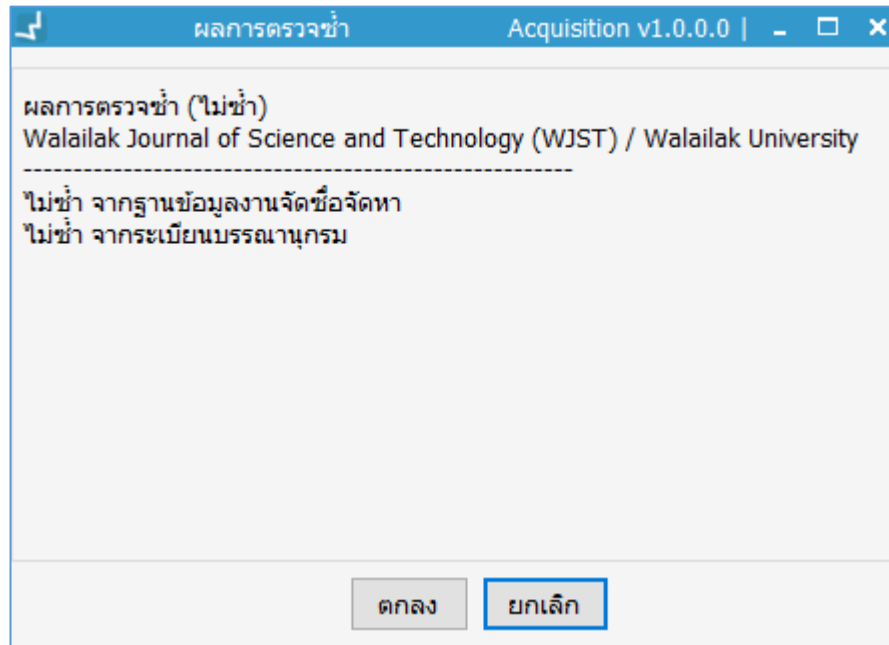 ผลการตรวจซ้ำ Acquisition v1.0.0.0 |
ผลการตรวจซ้ำ (ไม่ซ้ำ)
Walailak Journal of Science and Technology (WJST) / Walailak University
-------------------------------------------------------
ไม่ซ้ำ จากฐานข้อมูลงานจัดซื้อจัดหา
ไม่ซ้ำ จากระเบียนบรรณานุกรม
ตกลง ยกเลิก